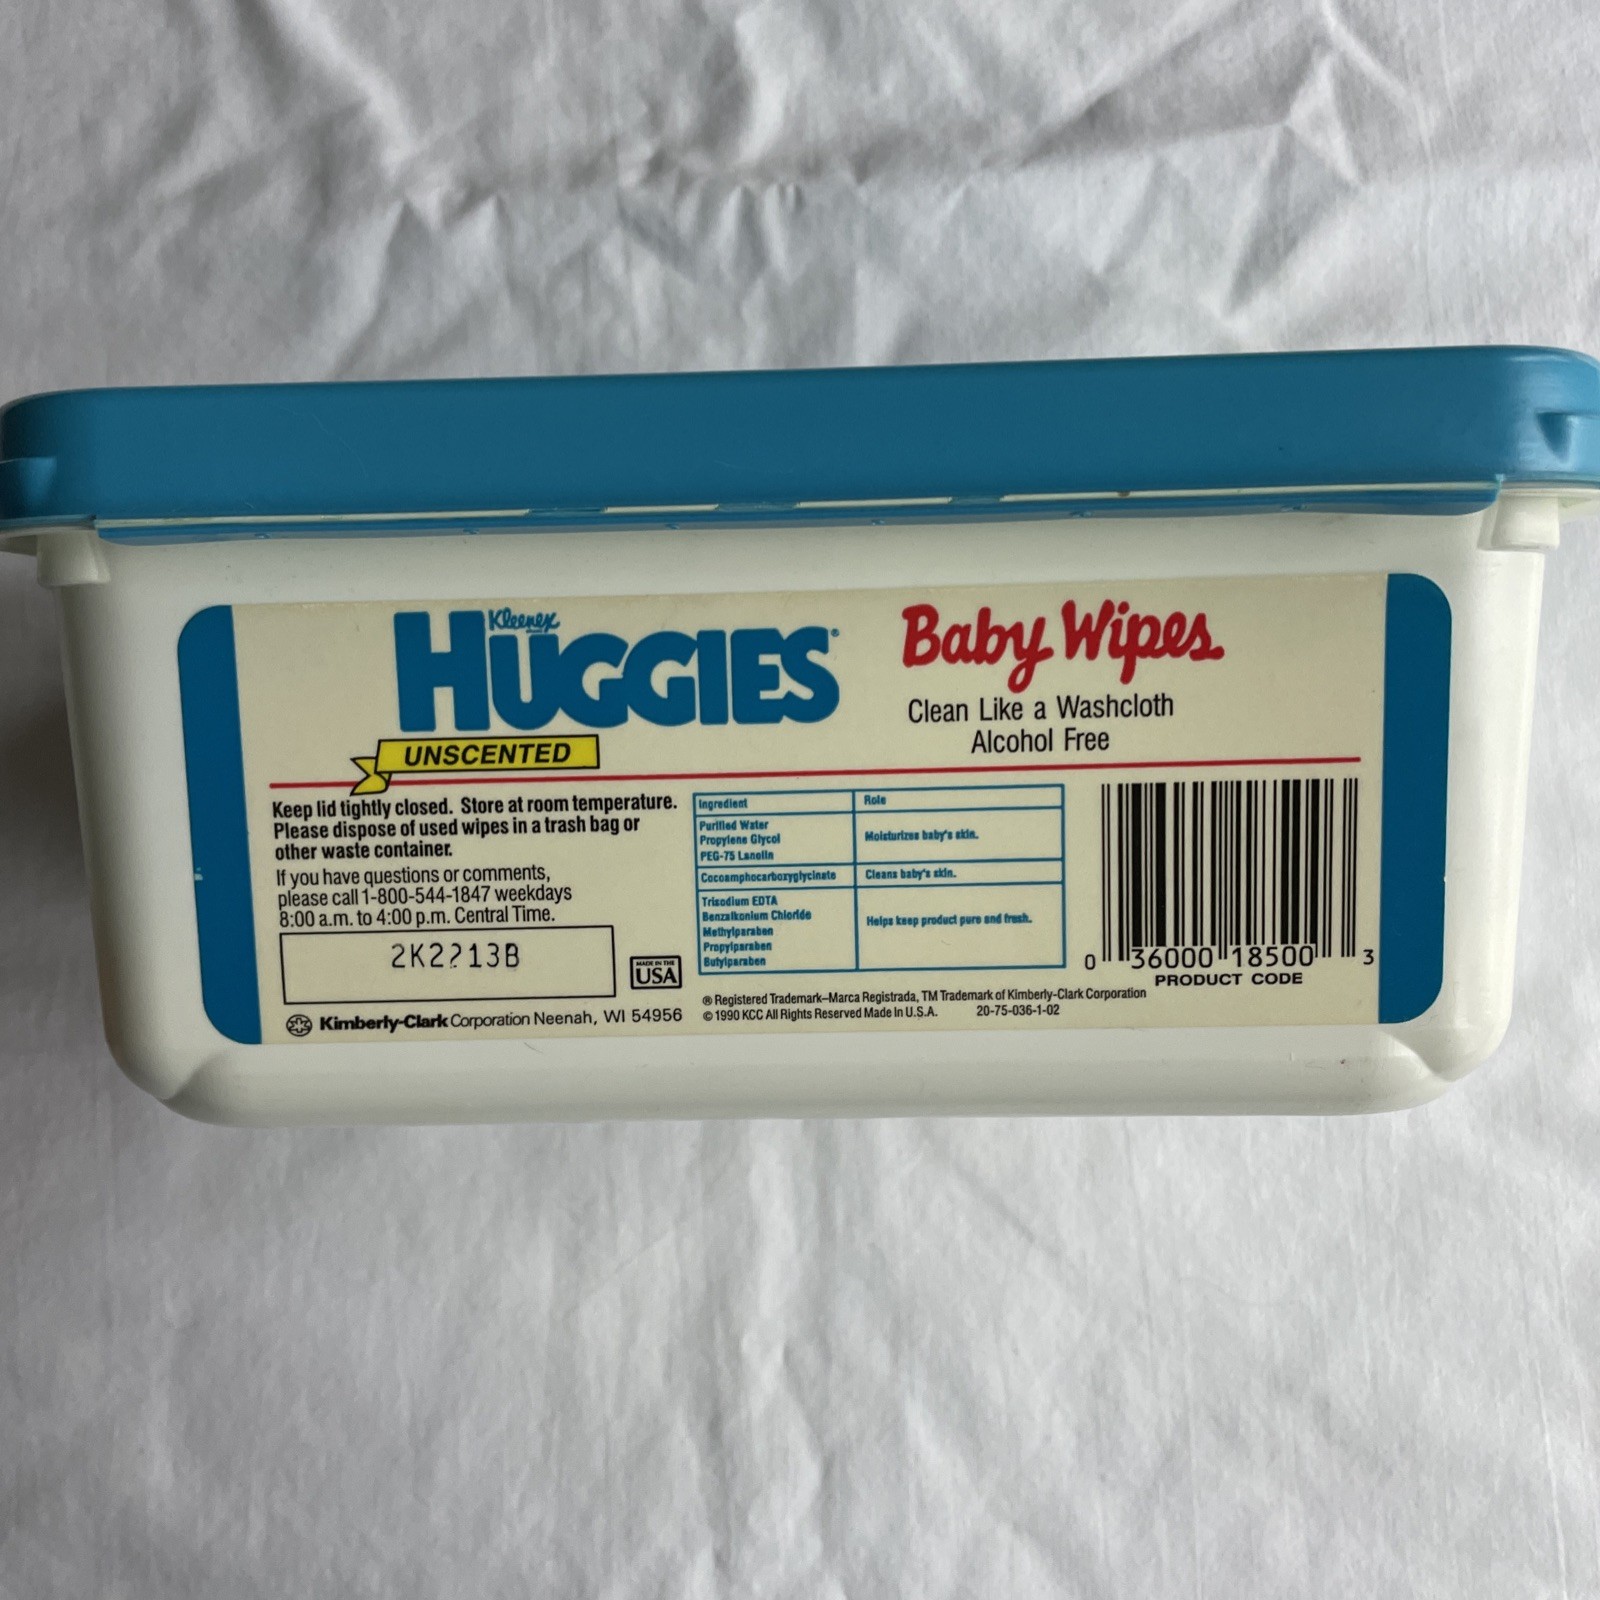 Kleenex
HUGGIES®
Baby Wipes
Clean Like a Washcloth
Alcohol Free
UNSCENTED
Keep lid tightly closed. Store at room temperature.
Please dispose of used wipes in a trash bag or
other waste container.
If you have questions or comments,
please call 1-800-544-1847 weekdays
8:00 a.m. to 4:00 p.m. Central Time.
2K2213B
MADE IN THE
USA
Kimberly-Clark Corporation Neenah, WI 54956
Ingredient Role
Purified Water
Propylene Glycol
PEG-75 Lanolin
Moisturizes baby's skin.
Cocoamphocarboxyglycinate Cleans baby's skin.
Trisodium EDTA
Benzalkonium Chloride
Methylparaben
Propylparaben
Butylparaben
Helps keep product pure and fresh.
® Registered Trademark–Marca Registrada, TM Trademark of Kimberly-Clark Corporation
© 1990 KCC All Rights Reserved Made In U.S.A. 20-75-036-1-02
0 36000 18500 3
PRODUCT CODE